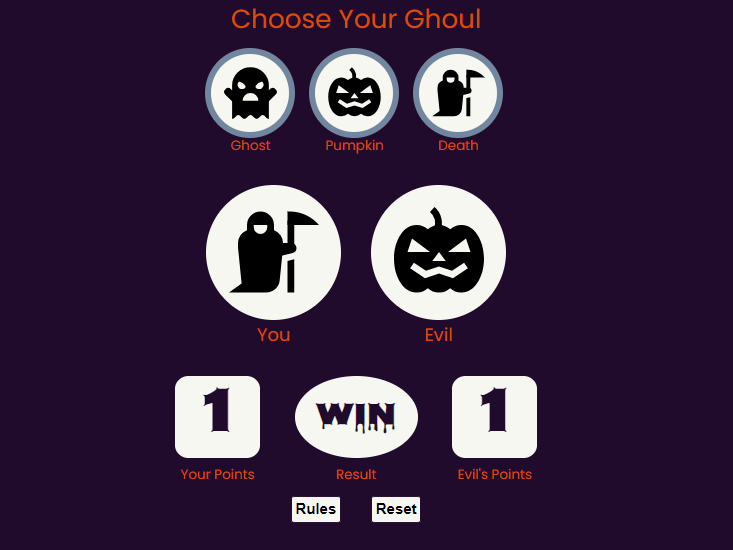 Choose Your Ghoul
Ghost Pumpkin Death
You Evil
1 WIN 1
Your Points Result Evil's Points
Rules Reset